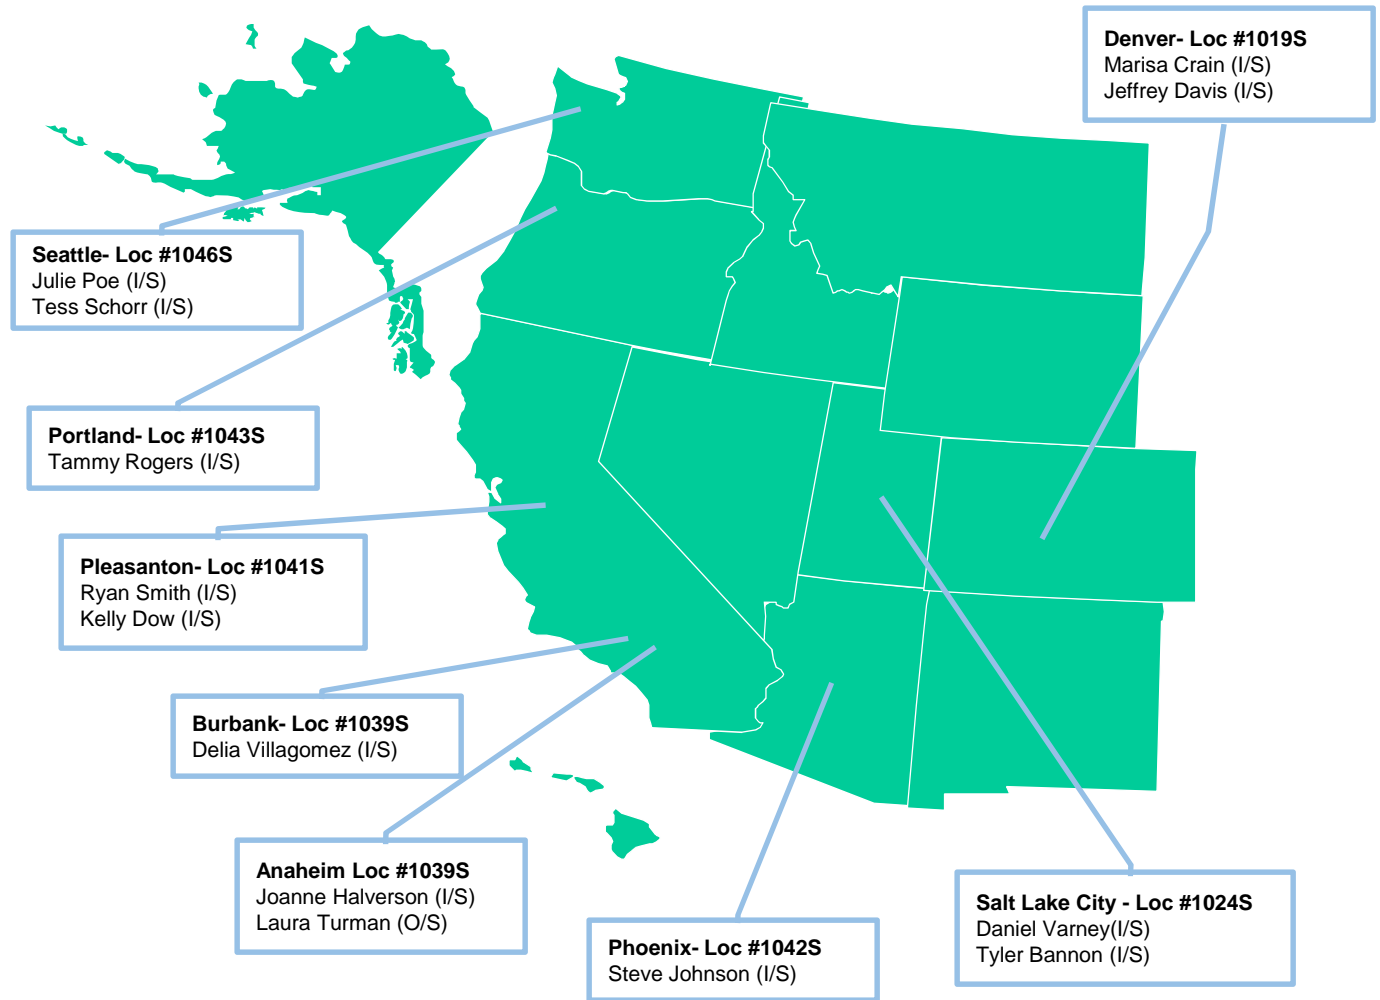 Denver- Loc #1019S
Marisa Crain (I/S)
Jeffrey Davis (I/S)
Seattle- Loc #1046S
Julie Poe (I/S)
Tess Schorr (I/S)
Portland- Loc #1043S
Tammy Rogers (I/S)
Pleasanton- Loc #1041S
Ryan Smith (I/S)
Kelly Dow (I/S)
Burbank- Loc #1039S
Delia Villagomez (I/S)
Anaheim Loc #1039S
Joanne Halverson (I/S)
Laura Turman (O/S)
Phoenix- Loc #1042S
Steve Johnson (I/S)
Salt Lake City - Loc #1024S
Daniel Varney(I/S)
Tyler Bannon (I/S)